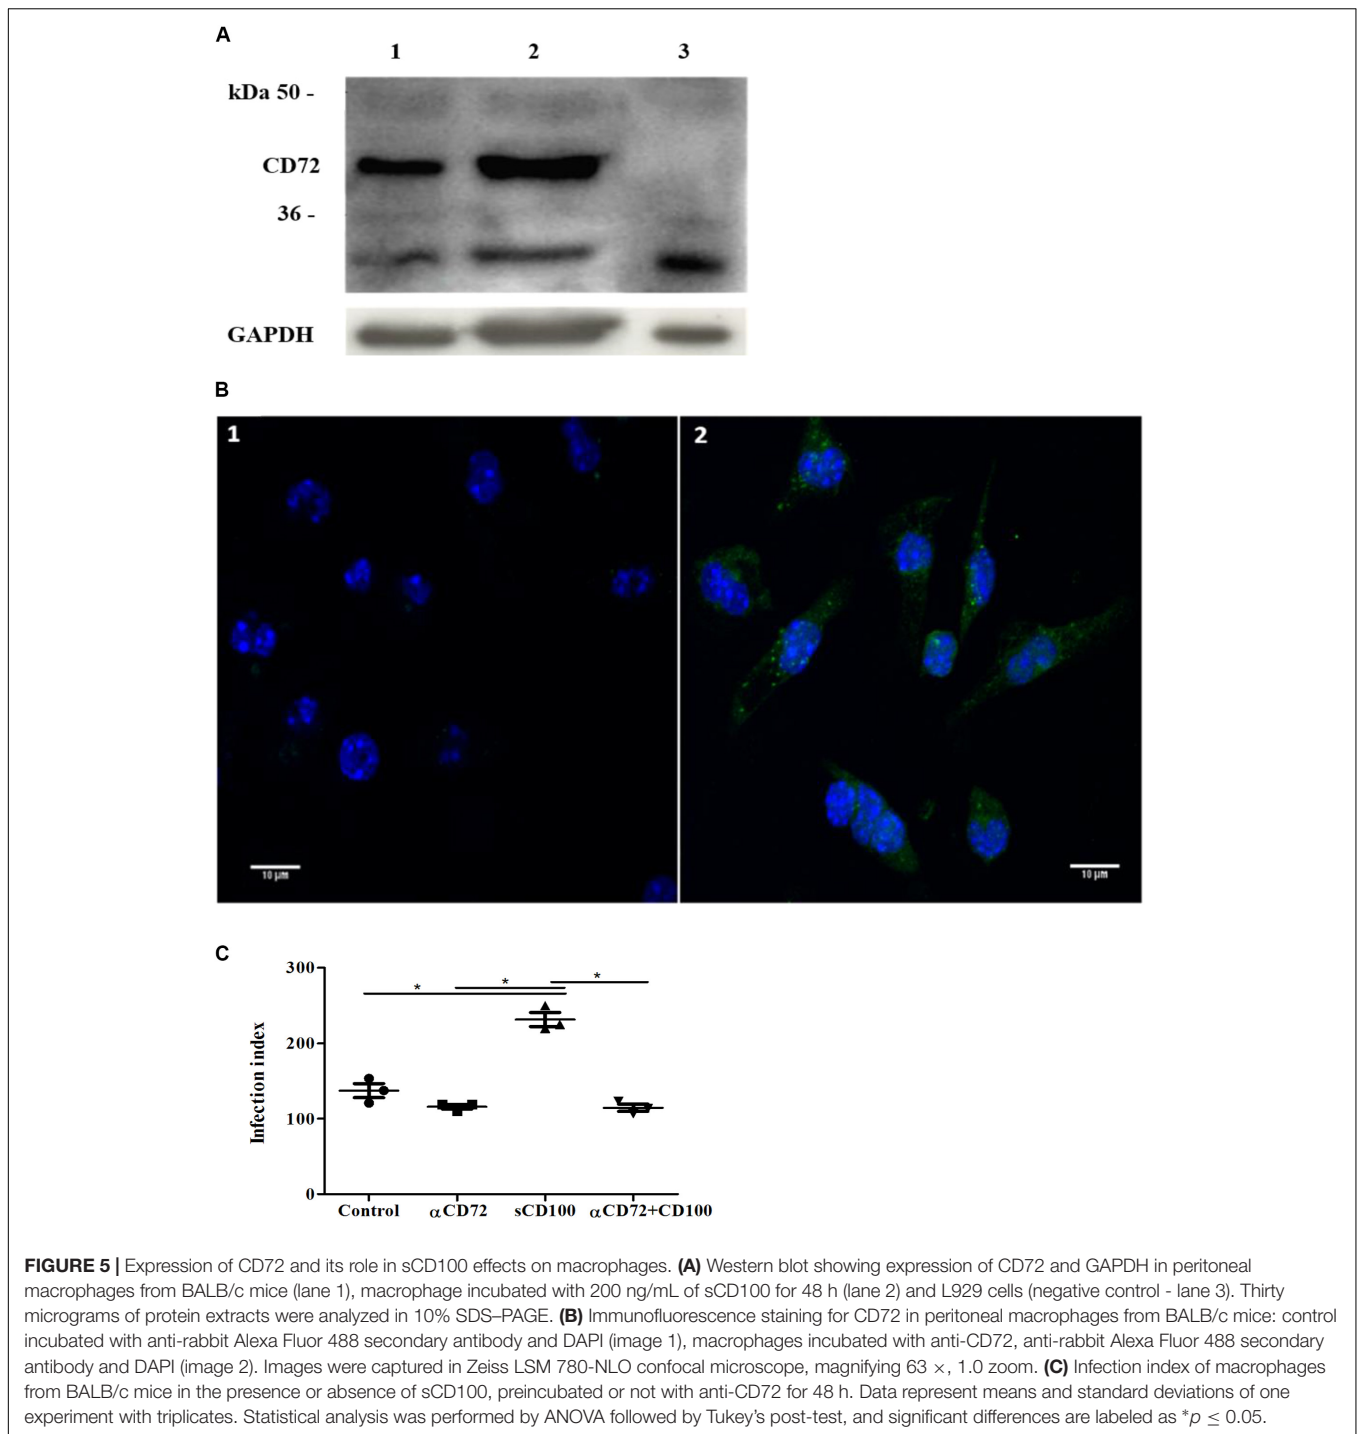 A
1 2 3
kDa 50 -
CD72
36 -
GAPDH
B
1 2
10 µm 10 µm
C
300
* * *
200
100
0
Infection index
Control αCD72 sCD100 αCD72+CD100
FIGURE 5 | Expression of CD72 and its role in sCD100 effects on macrophages. (A) Western blot showing expression of CD72 and GAPDH in peritoneal
macrophages from BALB/c mice (lane 1), macrophage incubated with 200 ng/mL of sCD100 for 48 h (lane 2) and L929 cells (negative control - lane 3). Thirty
micrograms of protein extracts were analyzed in 10% SDS–PAGE. (B) Immunofluorescence staining for CD72 in peritoneal macrophages from BALB/c mice: control
incubated with anti-rabbit Alexa Fluor 488 secondary antibody and DAPI (image 1), macrophages incubated with anti-CD72, anti-rabbit Alexa Fluor 488 secondary
antibody and DAPI (image 2). Images were captured in Zeiss LSM 780-NLO confocal microscope, magnifying 63 ×, 1.0 zoom. (C) Infection index of macrophages
from BALB/c mice in the presence or absence of sCD100, preincubated or not with anti-CD72 for 48 h. Data represent means and standard deviations of one
experiment with triplicates. Statistical analysis was performed by ANOVA followed by Tukey's post-test, and significant differences are labeled as *p ≤ 0.05.